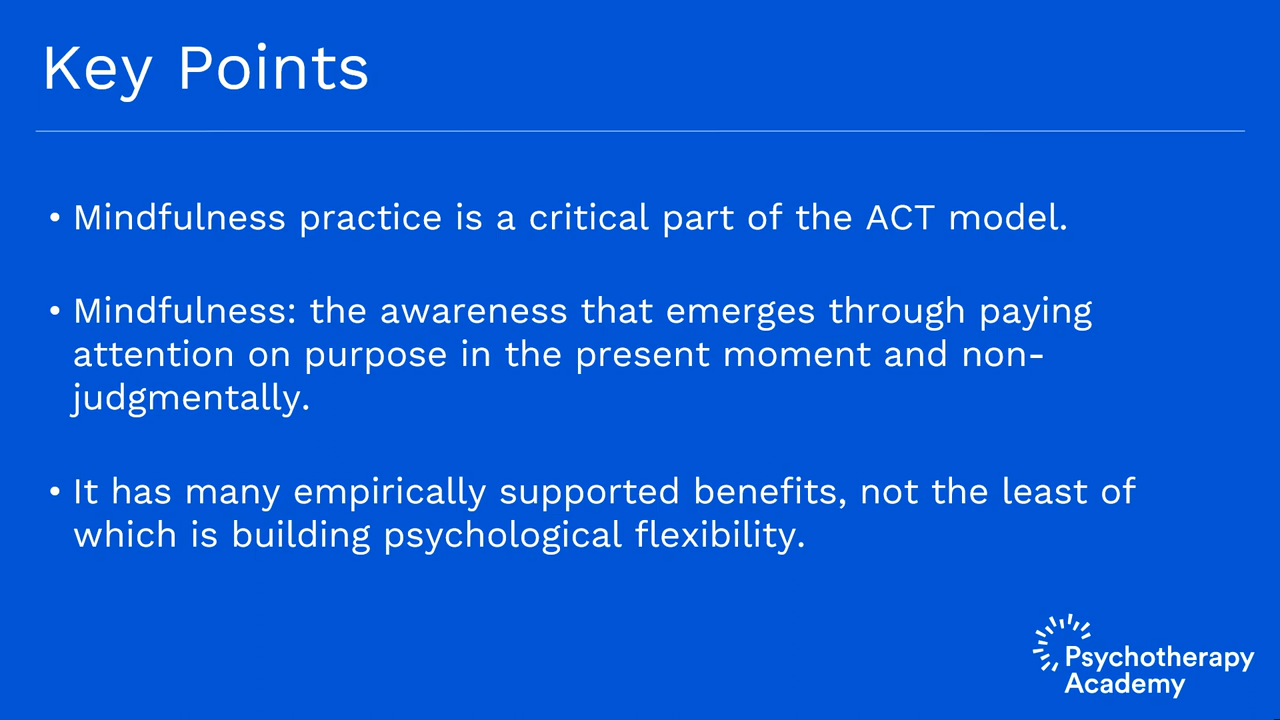 Key Points
• Mindfulness practice is a critical part of the ACT model.
• Mindfulness: the awareness that emerges through paying
attention on purpose in the present moment and non-
judgmentally.
• It has many empirically supported benefits, not the least of
which is building psychological flexibility.
Psychotherapy
Academy